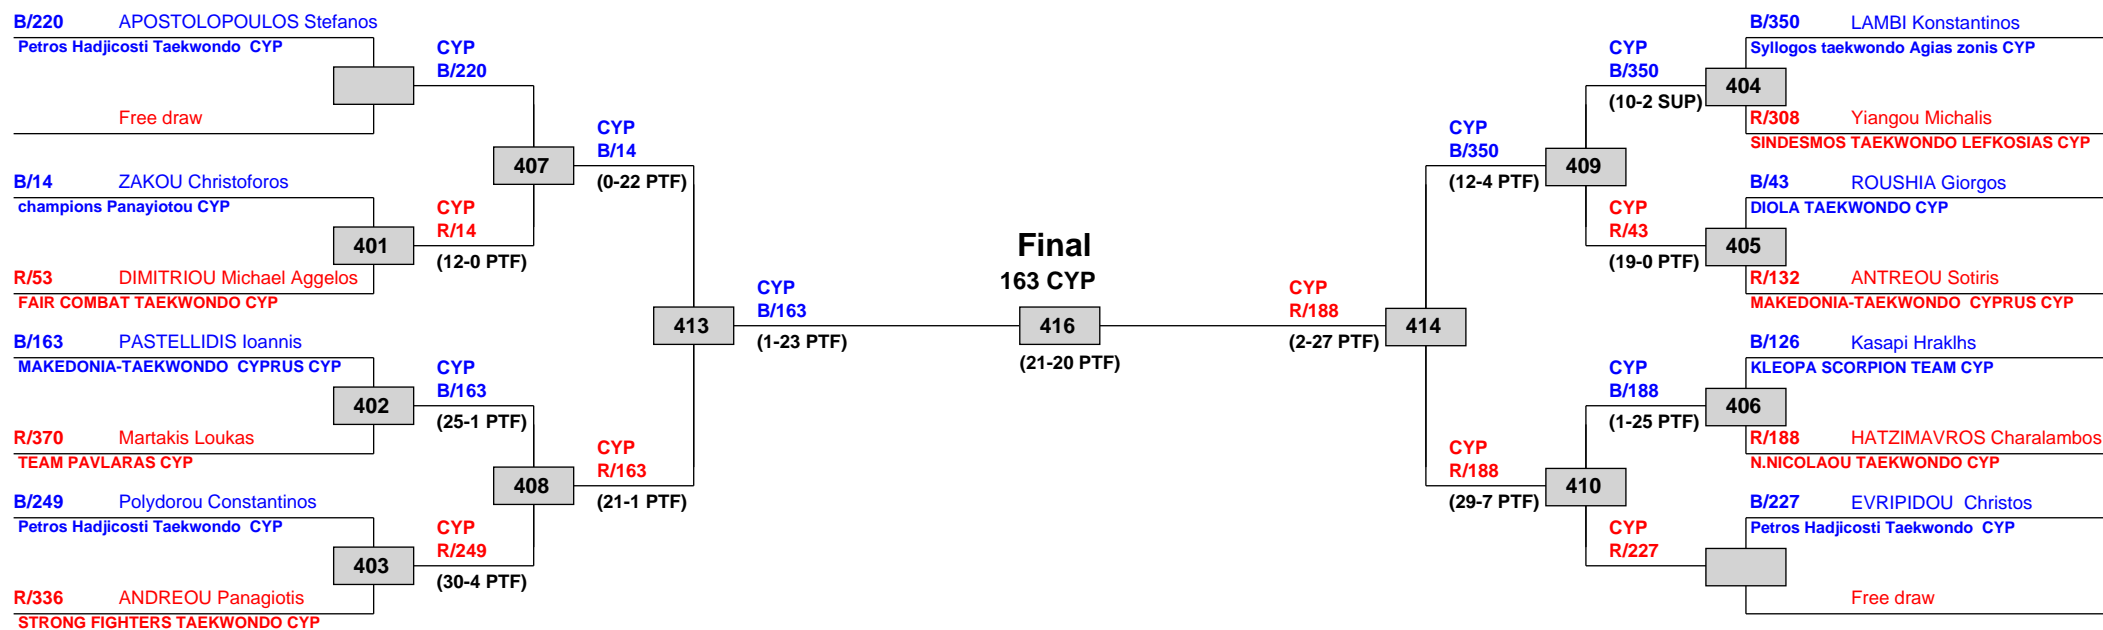 B/220 APOSTOLOPOULOS Stefanos
Petros Hadjicosti Taekwondo CYP
Free draw
CYP
B/220
B/14 ZAKOU Christoforos
champions Panayiotou CYP
401
R/53 DIMITRIOU Michael Aggelos
FAIR COMBAT TAEKWONDO CYP
CYP
R/14
(12-0 PTF)
407
CYP
B/14
(0-22 PTF)
B/163 PASTELLIDIS Ioannis
MAKEDONIA-TAEKWONDO CYPRUS CYP
402
R/370 Martakis Loukas
TEAM PAVLARAS CYP
CYP
B/163
(25-1 PTF)
B/249 Polydorou Constantinos
Petros Hadjicosti Taekwondo CYP
403
R/336 ANDREOU Panagiotis
STRONG FIGHTERS TAEKWONDO CYP
CYP
R/249
(30-4 PTF)
408
CYP
R/163
(21-1 PTF)
413
CYP
B/163
(1-23 PTF)
Final
163 CYP
416
(21-20 PTF)
CYP
R/188
(2-27 PTF)
414
CYP
B/350
(12-4 PTF)
409
CYP
B/350
(10-2 SUP)
404
B/350 LAMBI Konstantinos
Syllogos taekwondo Agias zonis CYP
R/308 Yiangou Michalis
SINDESMOS TAEKWONDO LEFKOSIAS CYP
CYP
R/43
(19-0 PTF)
405
B/43 ROUSHIA Giorgos
DIOLA TAEKWONDO CYP
R/132 ANTREOU Sotiris
MAKEDONIA-TAEKWONDO CYPRUS CYP
CYP
R/188
(29-7 PTF)
410
CYP
B/188
(1-25 PTF)
406
B/126 Kasapi Hraklhs
KLEOPA SCORPION TEAM CYP
R/188 HATZIMAVROS Charalambos
N.NICOLAOU TAEKWONDO CYP
CYP
R/227
B/227 EVRIPIDOU Christos
Petros Hadjicosti Taekwondo CYP
Free draw